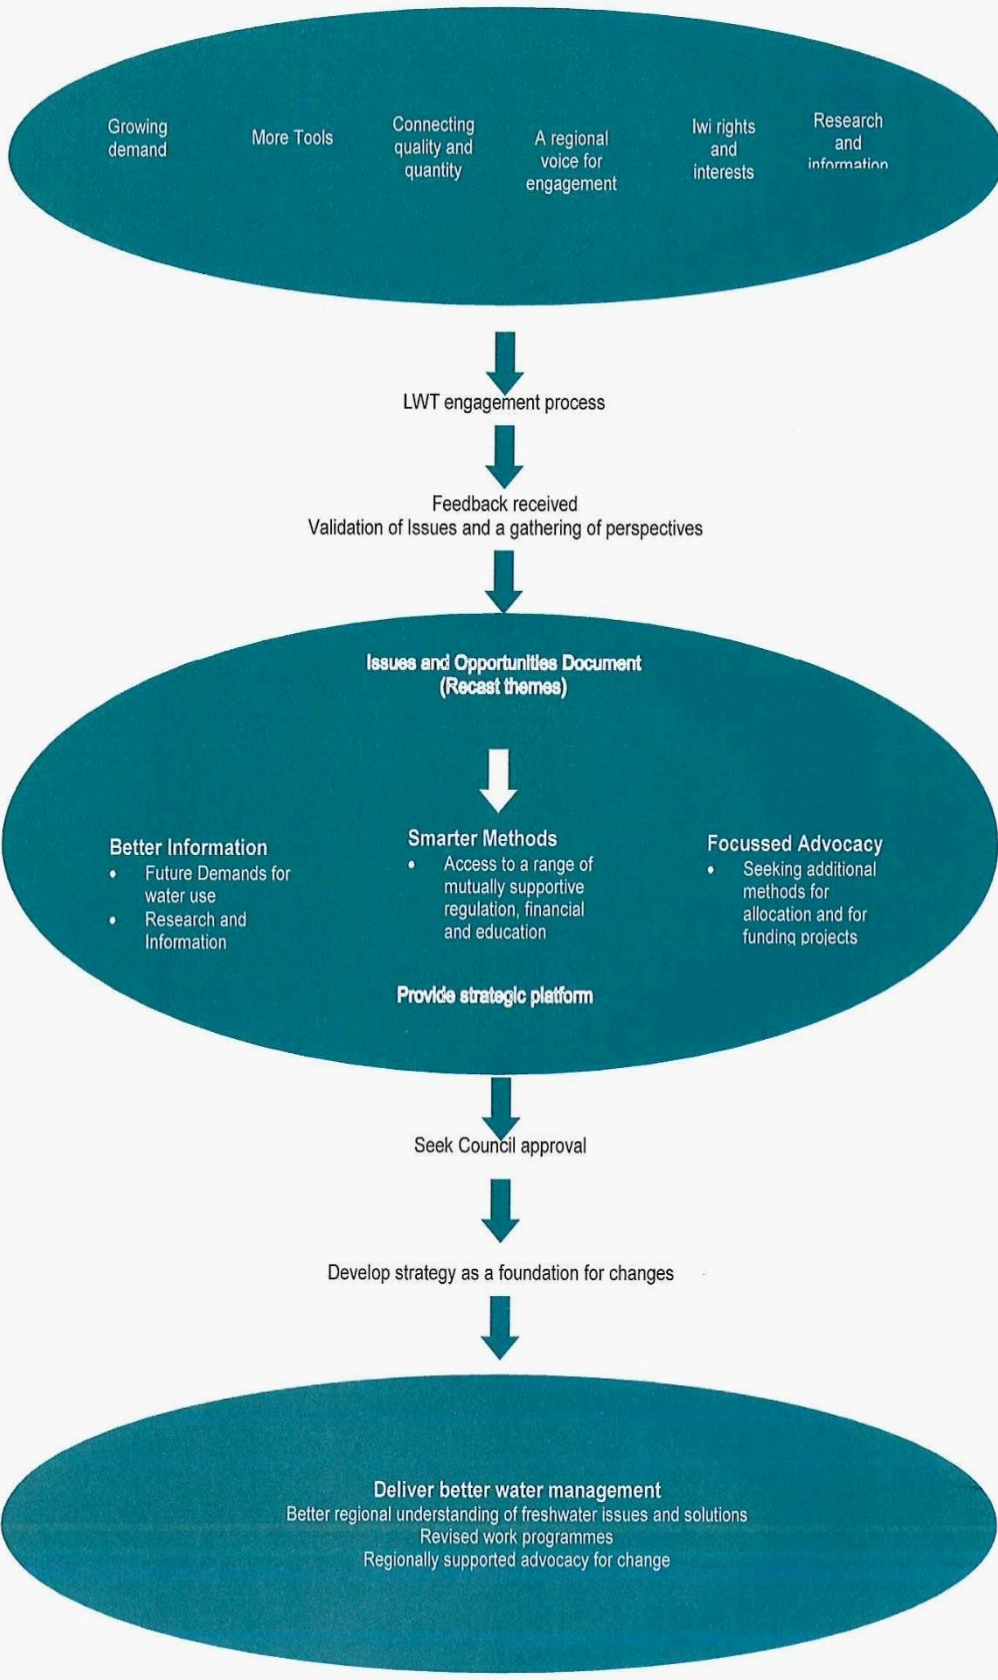 Growing
demand
More Tools
Connecting
quality and
quantity
A regional
voice for
engagement
Iwi rights
and
interests
Research
and
information
LWT engagement process
Feedback received
Validation of Issues and a gathering of perspectives
Issues and Opportunities Document
(Recast themes)
Better Information
• Future Demands for
water use
• Research and
Information
Smarter Methods
• Access to a range of
mutually supportive
regulation, financial
and education
Focussed Advocacy
• Seeking additional
methods for
allocation and for
funding projects
Provide strategic platform
Seek Council approval
Develop strategy as a foundation for changes
Deliver better water management
Better regional understanding of freshwater issues and solutions
Revised work programmes
Regionally supported advocacy for change